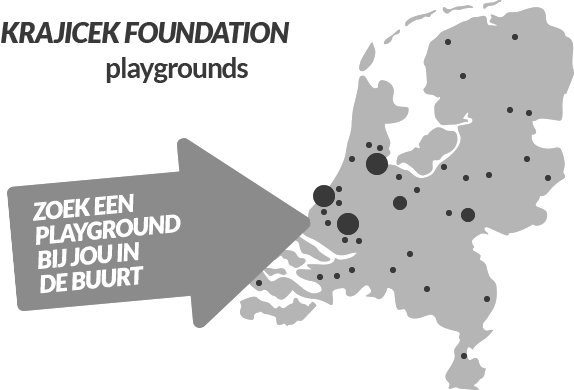 KRAJICEK FOUNDATION
playgrounds
ZOEK EEN
PLAYGROUND
BIJ JOU IN
DE BUURT